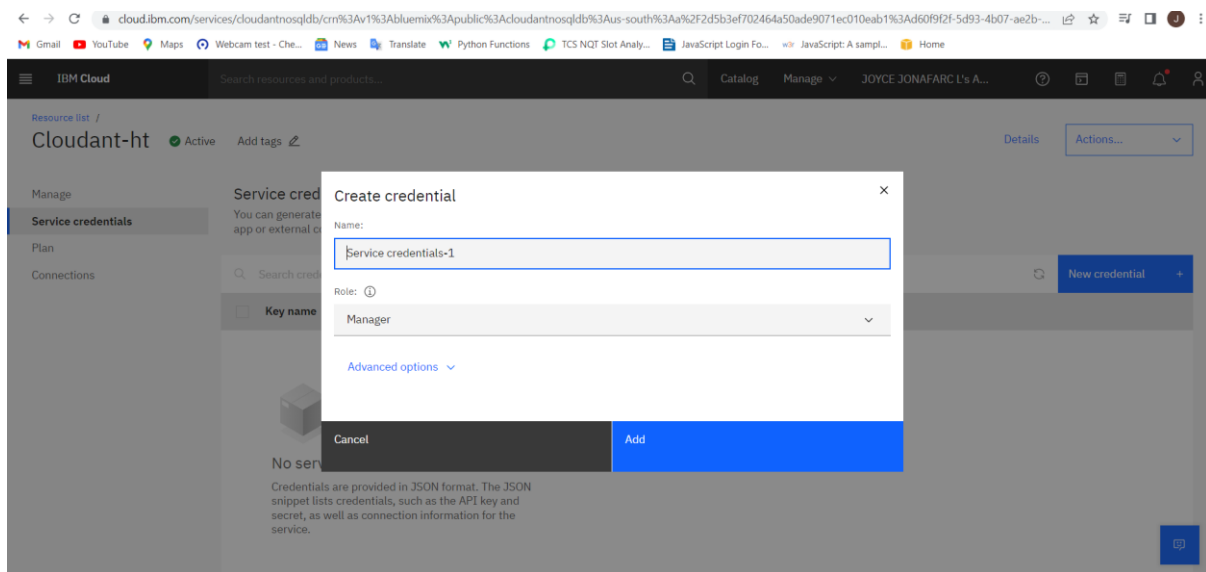 cloud.ibm.com/services/cloudantnosqldb/crn%3Av1%3Abluemix%3Apublic%3Acloudantnosqldb%3Aus-south%3Aa%2F2d5b3ef702464a50ade9071ec010eab1%3Ad60f9f2f-5d93-4b07-ae2b-...
J
Gmail YouTube Maps Webcam test - Che... News Translate Python Functions TCS NQT Slot Analy... JavaScript Login Fo... JavaScript: A sampl... Home
IBM Cloud Search resources and products... Catalog Manage JOYCE JONAFARC L's A...
Resource list /
Cloudant-ht Active Add tags Details Actions...
Manage
Service credentials
Plan
Connections
Service cred
You can generate
app or external c
Search crede
New credential +
Key name
Create credential
Name:
Service credentials-1
Role:
Manager
Advanced options
Cancel Add
No serv
Credentials are provided in JSON format. The JSON
snippet lists credentials, such as the API key and
secret, as well as connection information for the
service.